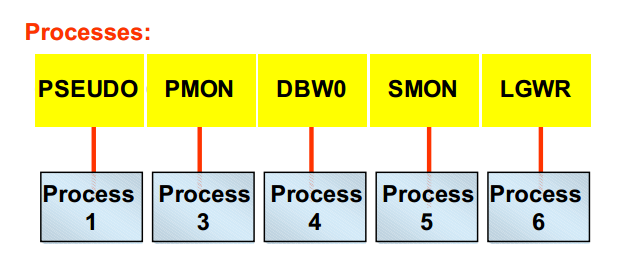 Processes:
PSEUDO PMON DBW0 SMON LGWR
Process Process Process Process Process
1 3 4 5 6